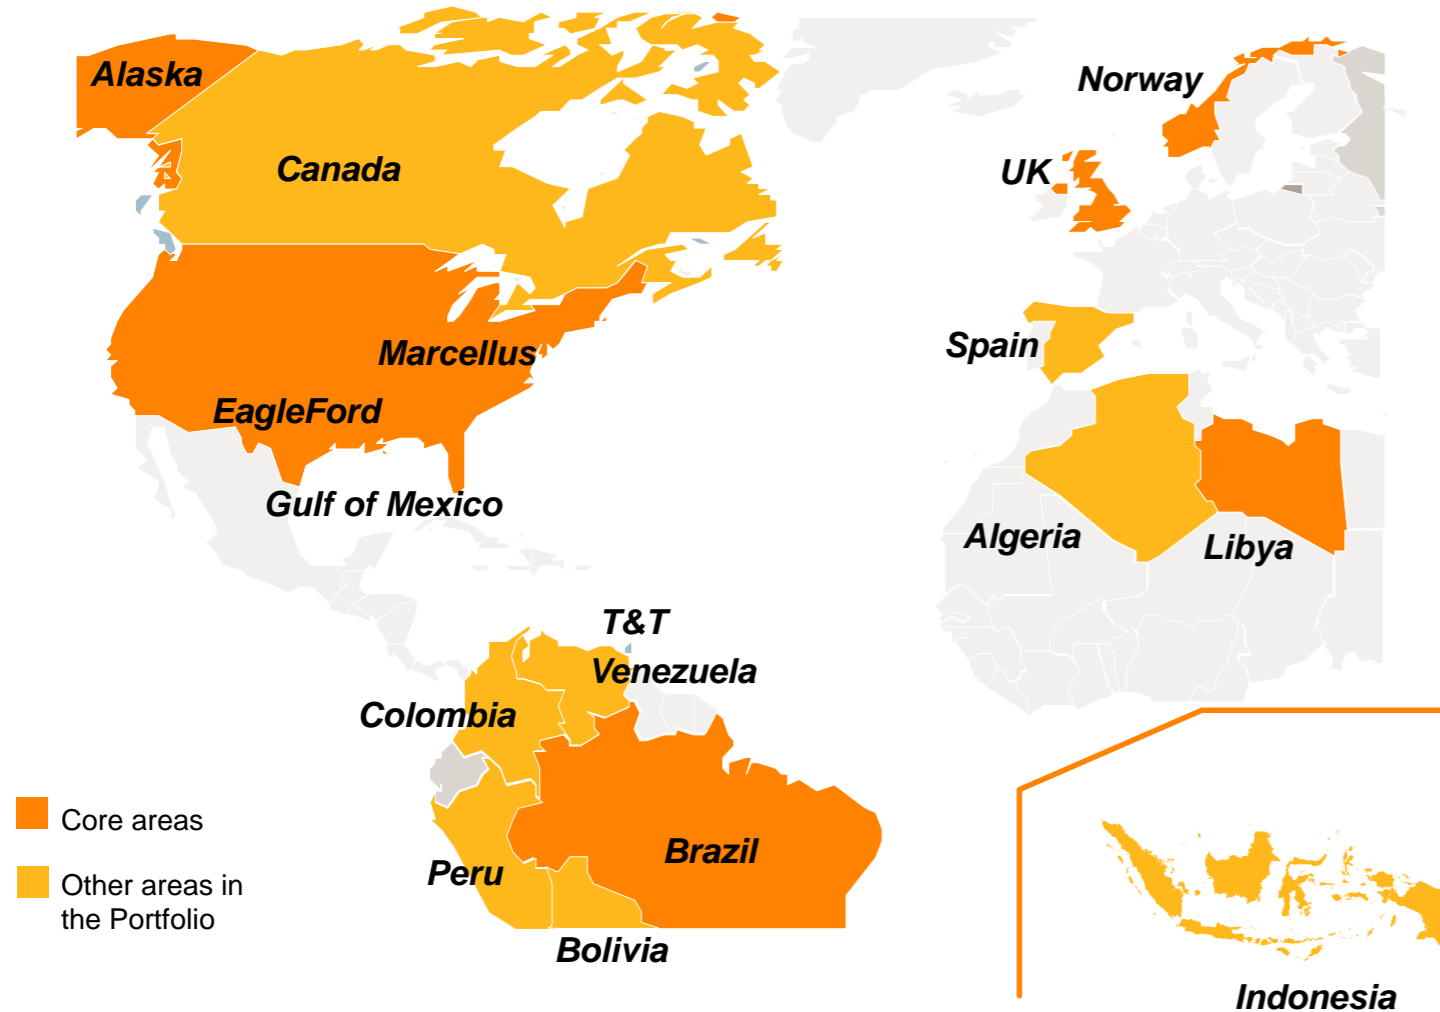 Alaska
Norway
Canada
UK
Spain
Marcellus
EagleFord
Gulf of Mexico
Algeria
Libya
T&T
Venezuela
Colombia
Core areas
Brazil
Peru
Other areas in
the Portfolio
Bolivia
Indonesia